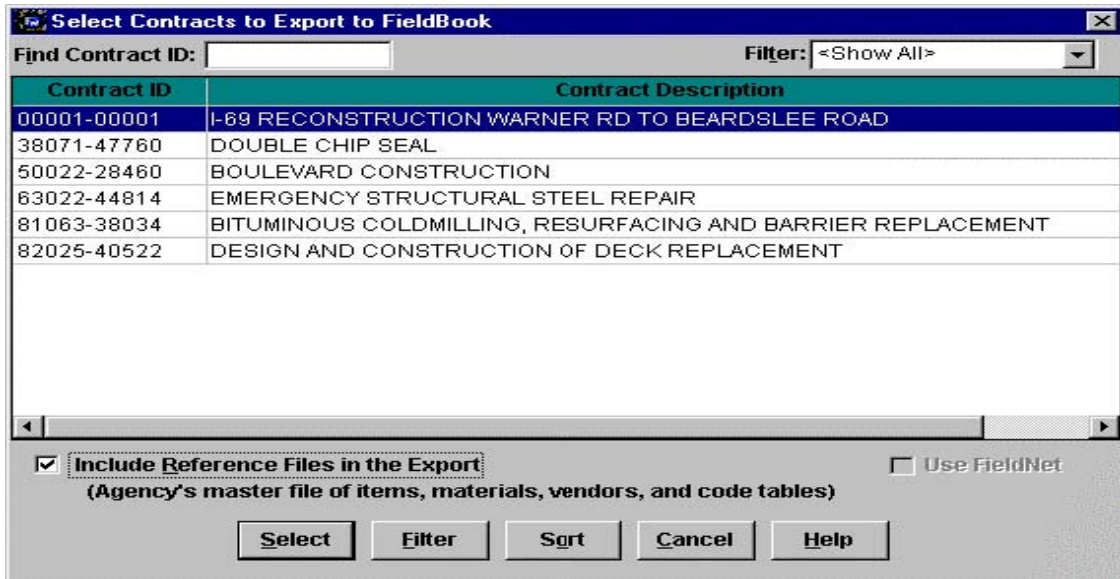 Select Contracts to Export to FieldBook
Find Contract ID: Filter: <Show All>
Contract ID Contract Description
00001-00001 I-69 RECONSTRUCTION WARNER RD TO BEARDSLEE ROAD
38071-47760 DOUBLE CHIP SEAL
50022-28460 BOULEVARD CONSTRUCTION
63022-44814 EMERGENCY STRUCTURAL STEEL REPAIR
81063-38034 BITUMINOUS COLDMILLING, RESURFACING AND BARRIER REPLACEMENT
82025-40522 DESIGN AND CONSTRUCTION OF DECK REPLACEMENT
Include Reference Files in the Export Use FieldNet
(Agency's master file of items, materials, vendors, and code tables)
Select Filter Sort Cancel Help